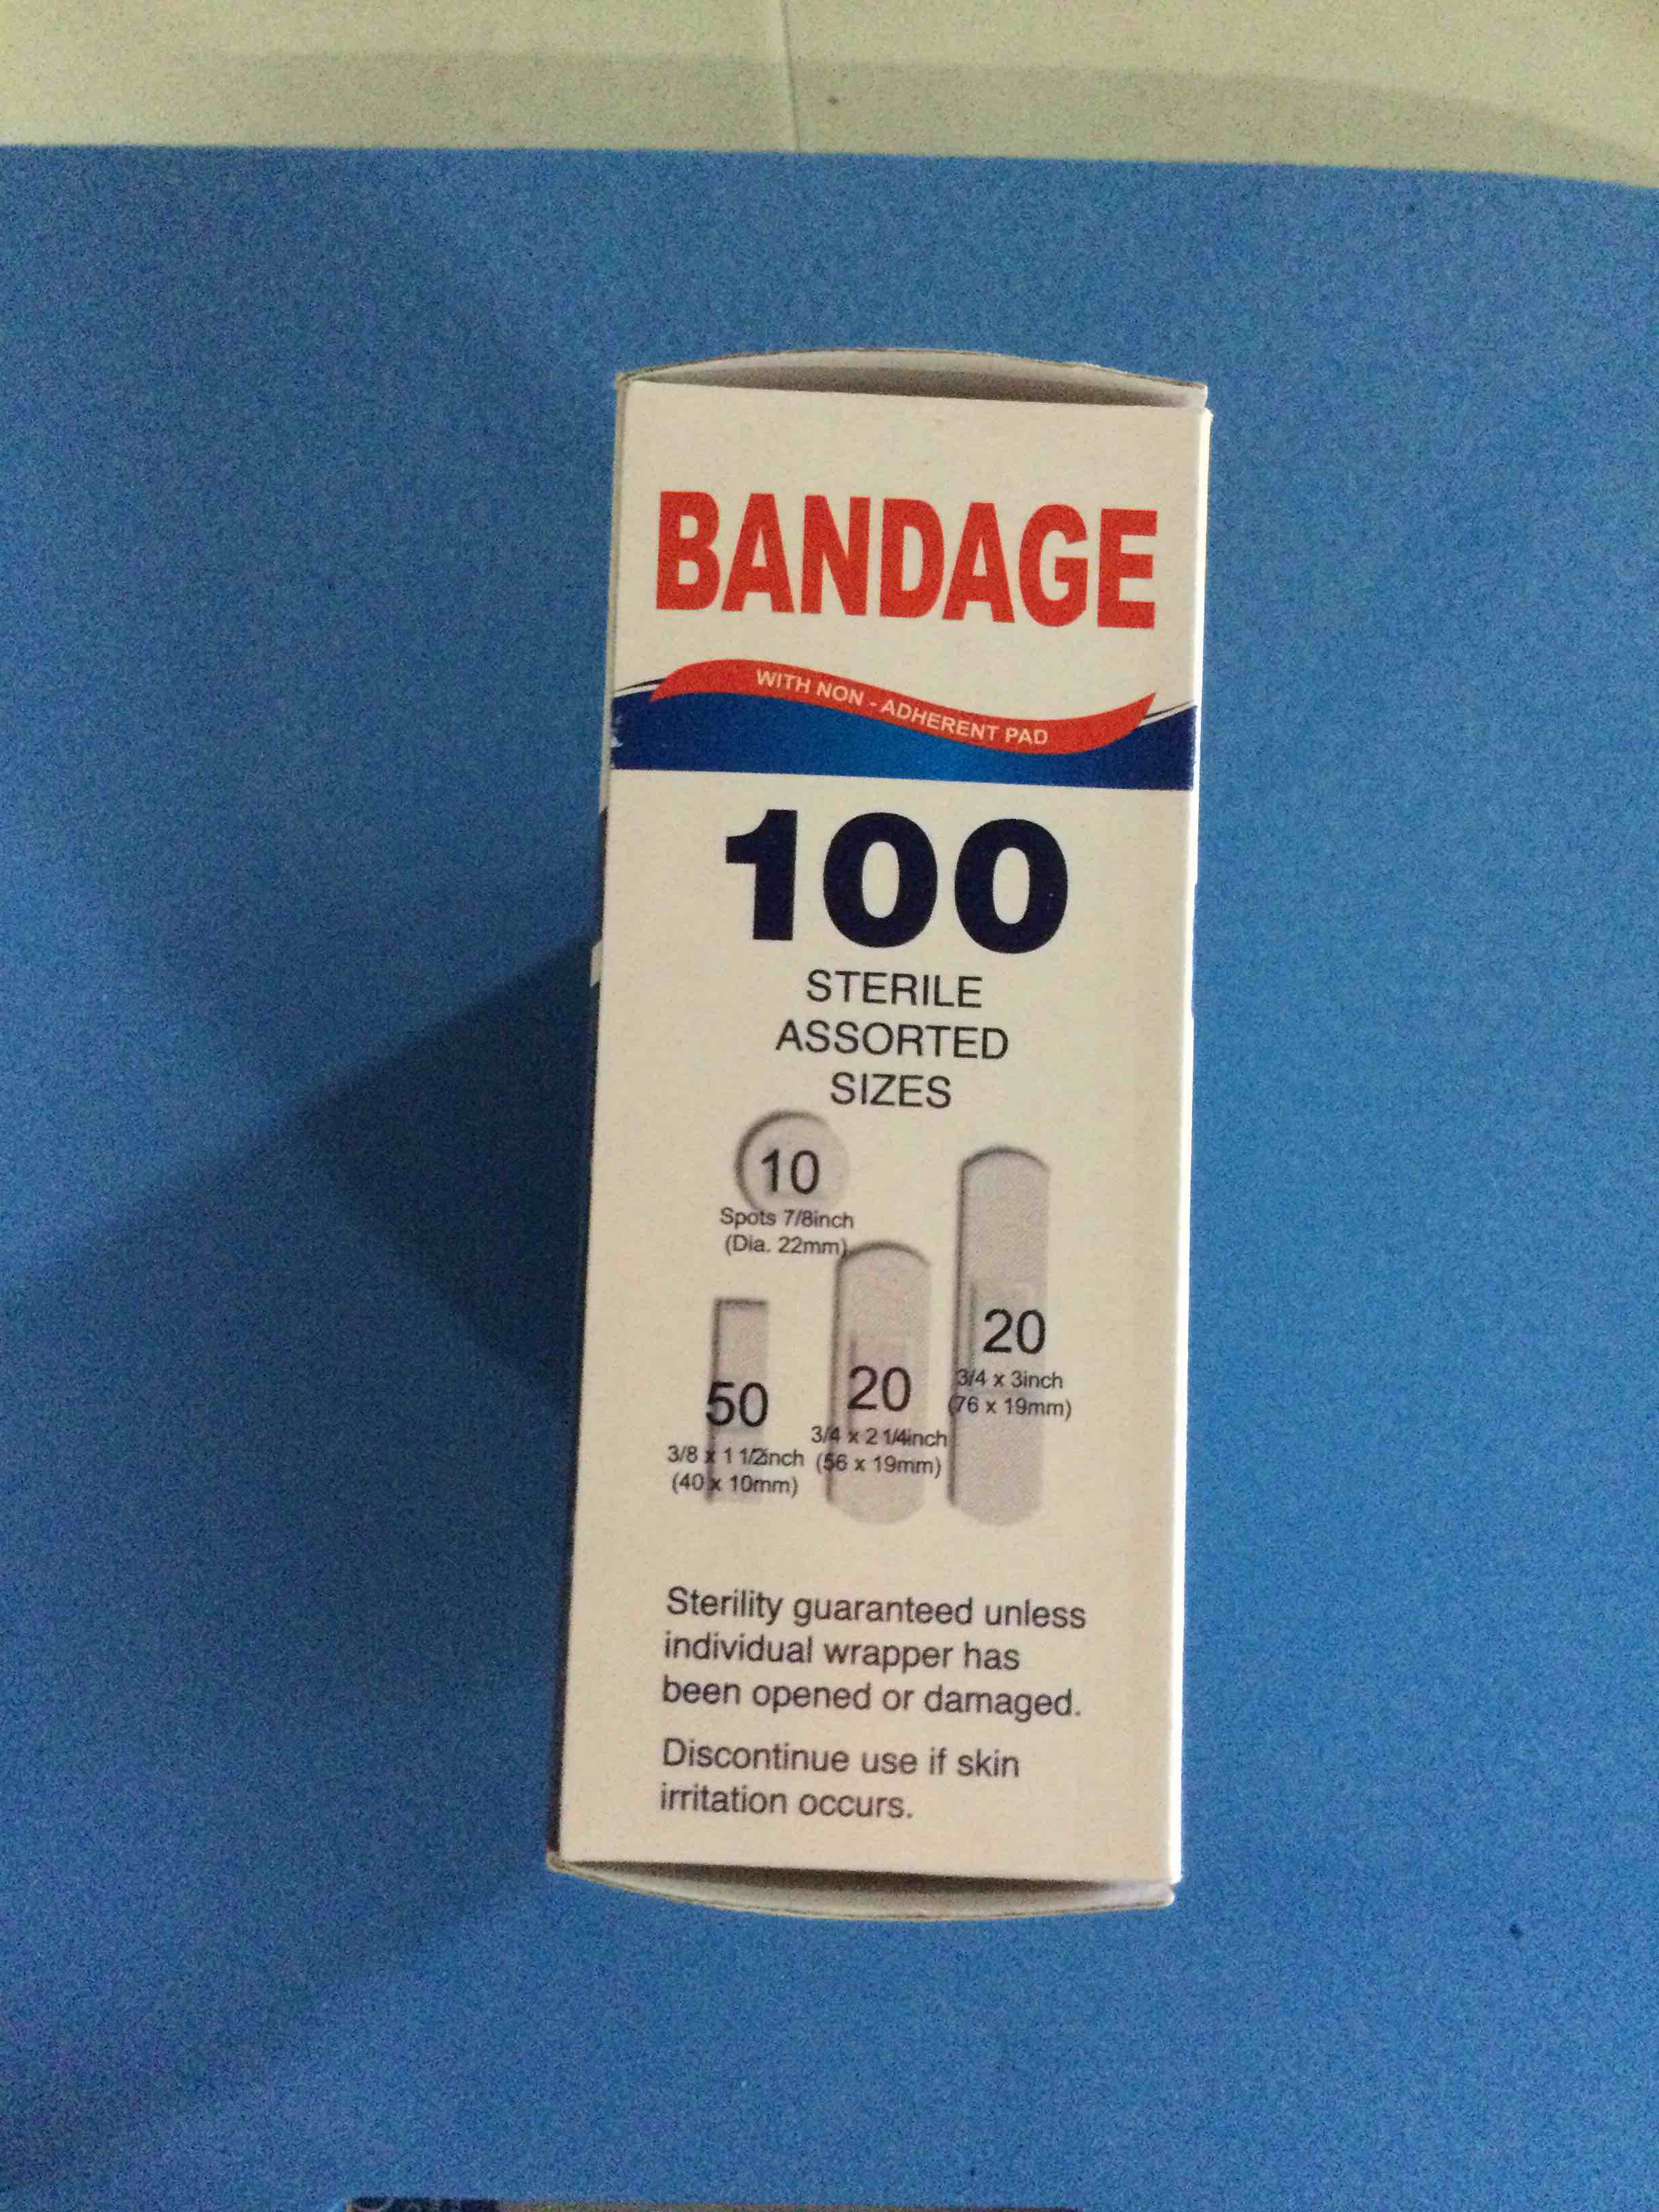 BANDAGE
WITH NON - ADHERENT PAD
100
STERILE
ASSORTED
SIZES
10
Spots 7/8inch
(Dia. 22mm)
50
3/8 x 1 1/2inch
(40 x 10mm)
20
3/4 x 2 1/4inch
(56 x 19mm)
20
3/4 x 3inch
(76 x 19mm)
Sterility guaranteed unless
individual wrapper has
been opened or damaged.
Discontinue use if skin
irritation occurs.